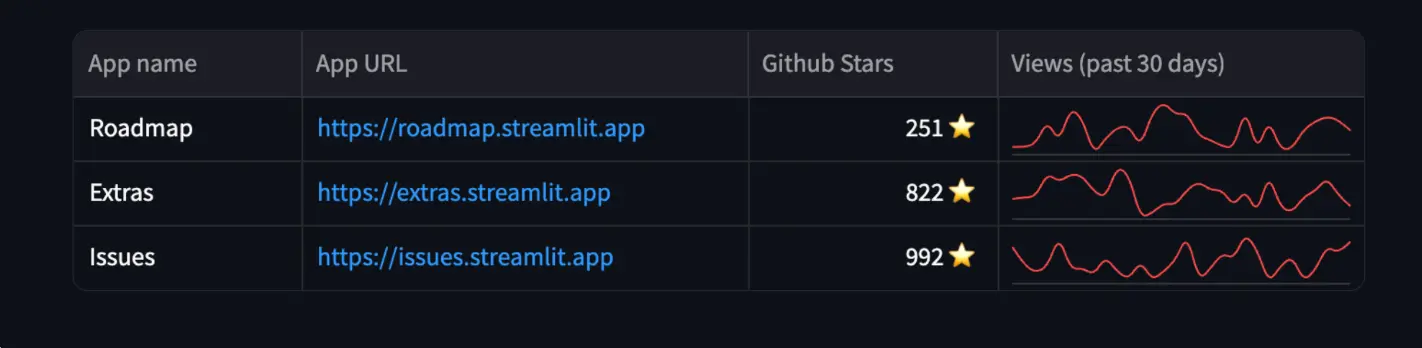 App name App URL Github Stars Views (past 30 days)
Roadmap https://roadmap.streamlit.app 251 ⭐
Extras https://extras.streamlit.app 822 ⭐
Issues https://issues.streamlit.app 992 ⭐